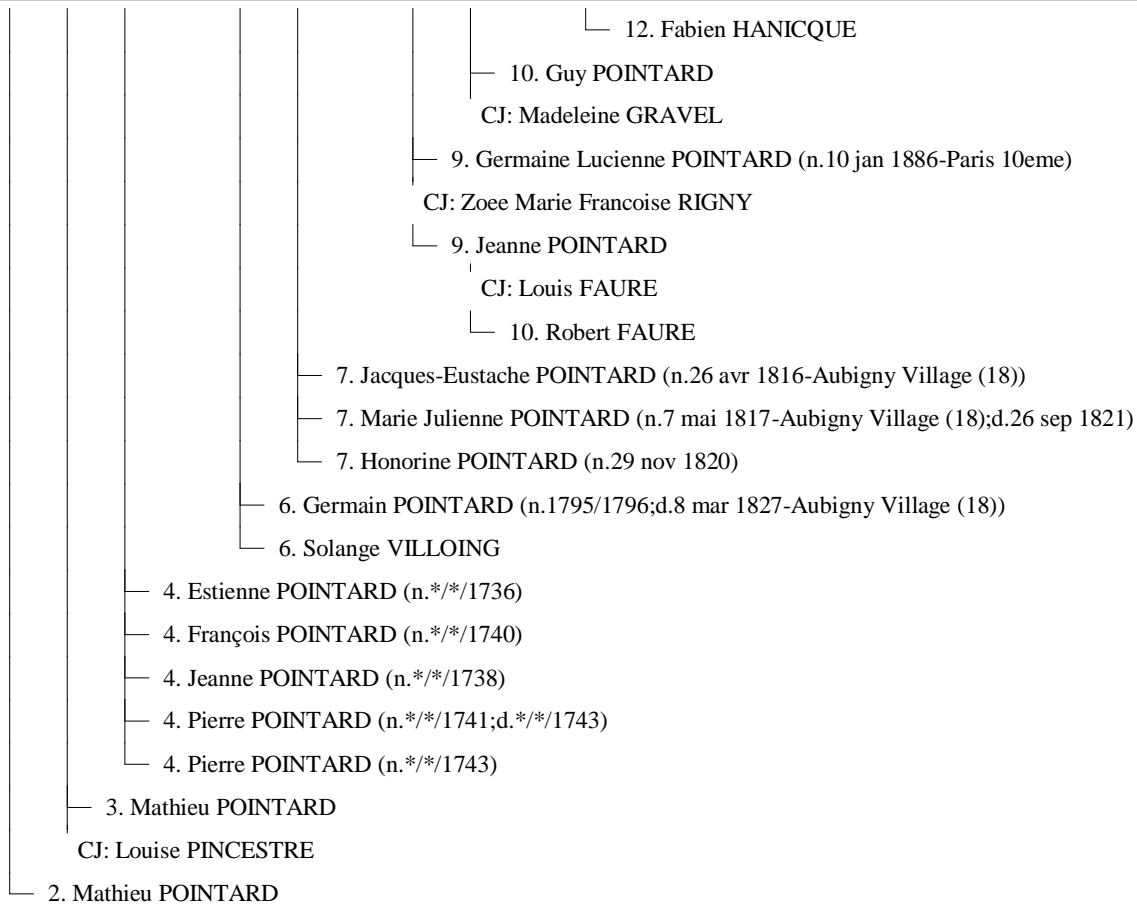 12. Fabien HANICQUE
10. Guy POINTARD
CJ: Madeleine GRAVEL
9. Germaine Lucienne POINTARD (n.10 jan 1886-Paris 10eme)
CJ: Zoee Marie Francoise RIGNY
9. Jeanne POINTARD
CJ: Louis FAURE
10. Robert FAURE
7. Jacques-Eustache POINTARD (n.26 avr 1816-Aubigny Village (18))
7. Marie Julienne POINTARD (n.7 mai 1817-Aubigny Village (18);d.26 sep 1821)
7. Honorine POINTARD (n.29 nov 1820)
6. Germain POINTARD (n.1795/1796;d.8 mar 1827-Aubigny Village (18))
6. Solange VILLOING
4. Estienne POINTARD (n.*/*/1736)
4. François POINTARD (n.*/*/1740)
4. Jeanne POINTARD (n.*/*/1738)
4. Pierre POINTARD (n.*/*/1741;d.*/*/1743)
4. Pierre POINTARD (n.*/*/1743)
3. Mathieu POINTARD
CJ: Louise PINCESTRE
2. Mathieu POINTARD